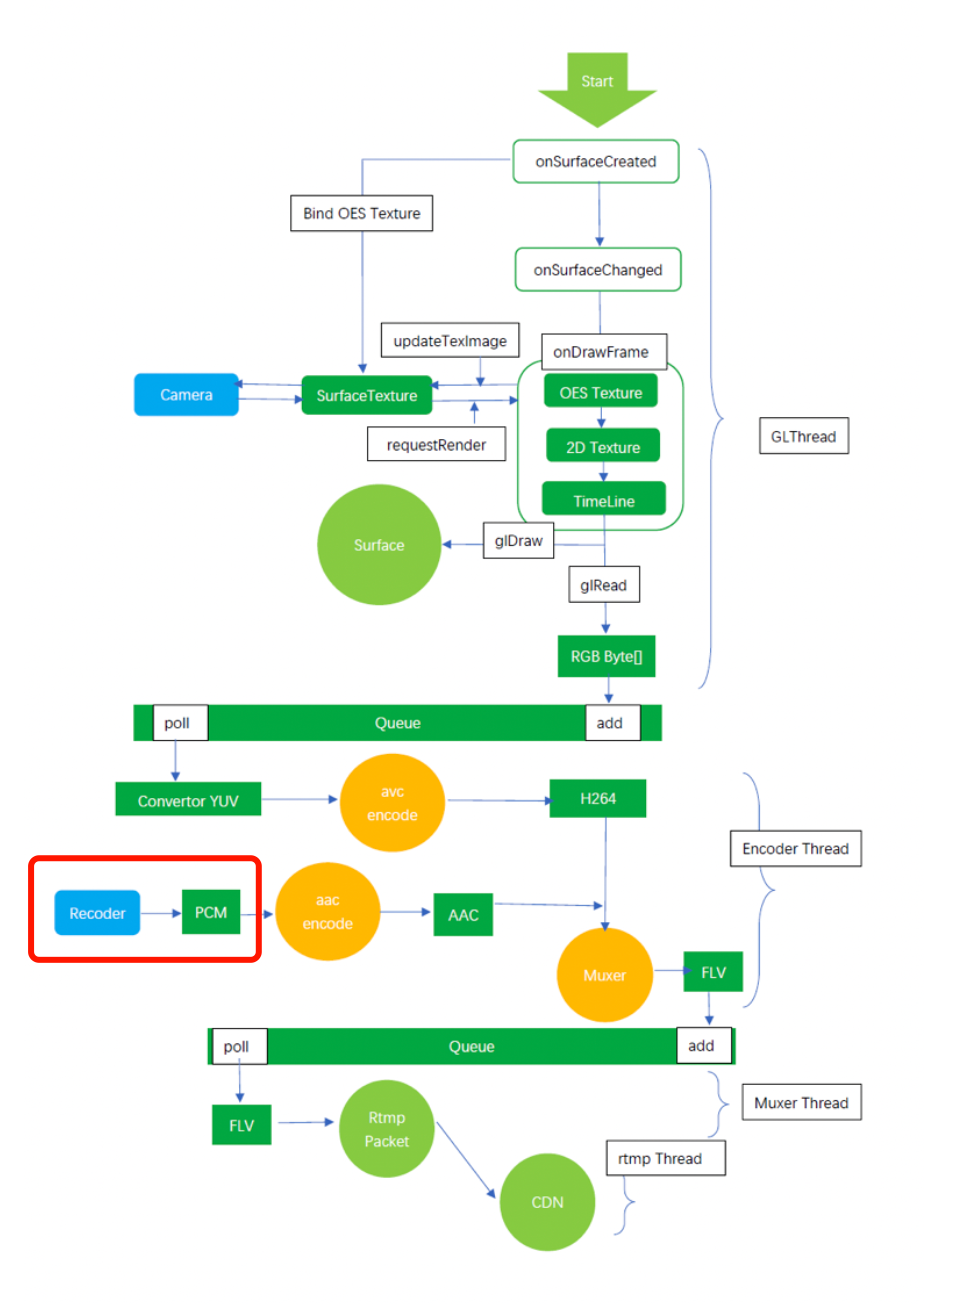 Start
onSurfaceCreated
Bind OES Texture
onSurfaceChanged
updateTexImage
onDrawFrame
Camera
SurfaceTexture
OES Texture
GLThread
requestRender
2D Texture
TimeLine
Surface
glDraw
glRead
RGB Byte[]
poll
Queue
add
Convertor YUV
avc
encode
H264
Encoder Thread
Recoder
PCM
aac
encode
AAC
Muxer
FLV
poll
Queue
add
FLV
Rtmp
Packet
Muxer Thread
rtmp Thread
CDN